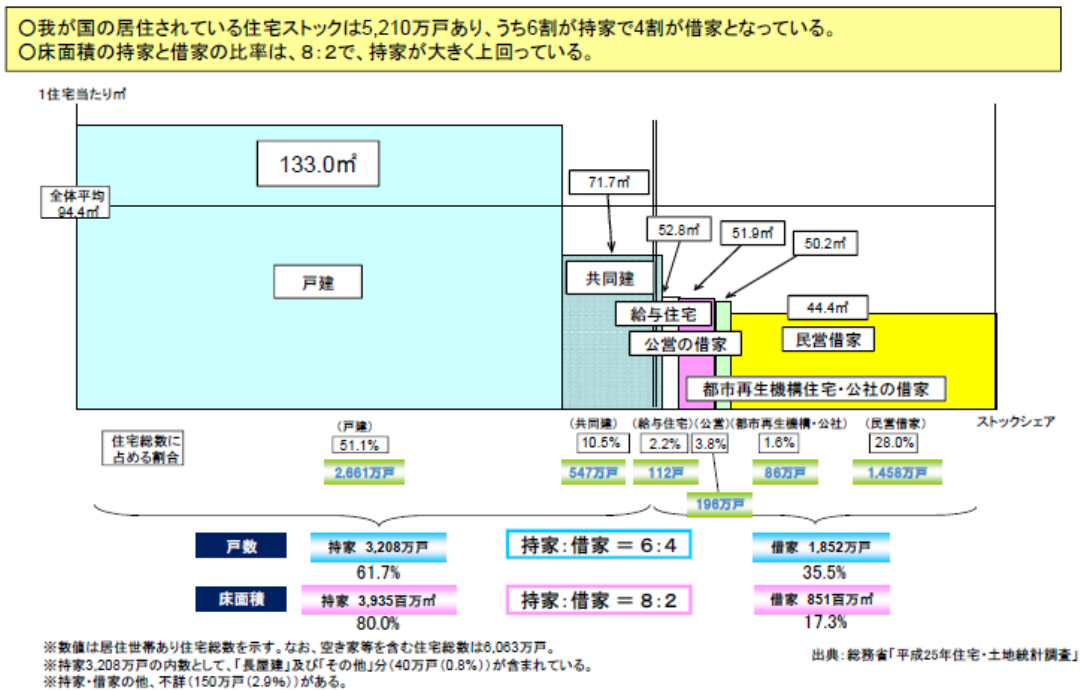 ○我が国の居住されている住宅ストックは5,210万戸あり、うち6割が持家で4割が借家となっている。
○床面積の持家と借家の比率は、8:2で、持家が大きく上回っている。
1住宅当たり㎡
133.0㎡
71.7㎡
全体平均
94.4㎡
52.8㎡
51.9㎡
50.2㎡
戸建
共同建
給与住宅
44.4㎡
公営の借家
民営借家
都市再生機構住宅・公社の借家
ストックシェア
住宅総数に
占める割合
(戸建)
(共同建)
(給与住宅)(公営)(都市再生機構・公社)
(民営借家)
51.1%
10.5%
2.2%
3.8%
1.6%
28.0%
2,661万戸
547万戸
112戸
86万戸
1,458万戸
196万戸
戸数
持家 3,208万戸
持家:借家 = 6:4
借家 1,852万戸
61.7%
35.5%
床面積
持家 3,935百万㎡
持家:借家 = 8:2
借家 851百万㎡
80.0%
17.3%
※数値は居住世帯あり住宅総数を示す。なお、空き家等を含む住宅総数は6,063万戸。
※持家3,208万戸の内数として、「長屋建」及び「その他」分(40万戸(0.8%))が含まれている。
※持家・借家の他、不詳(150万戸(2.9%))がある。
出典:総務省「平成25年住宅・土地統計調査」